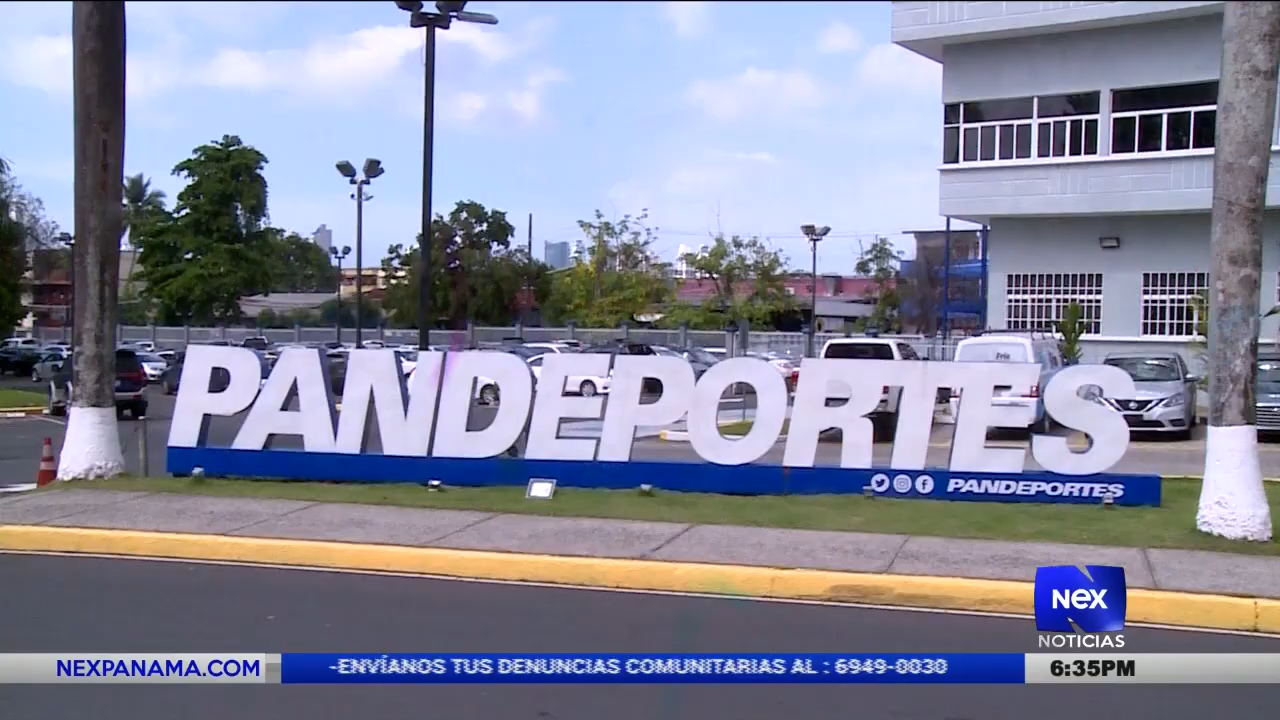 PANDEPORTES
PANDEPORTES
nex
NOTICIAS
NEXPANAMA.COM
-ENVÍANOS TUS DENUNCIAS COMUNITARIAS AL : 6949-0030
6:35PM